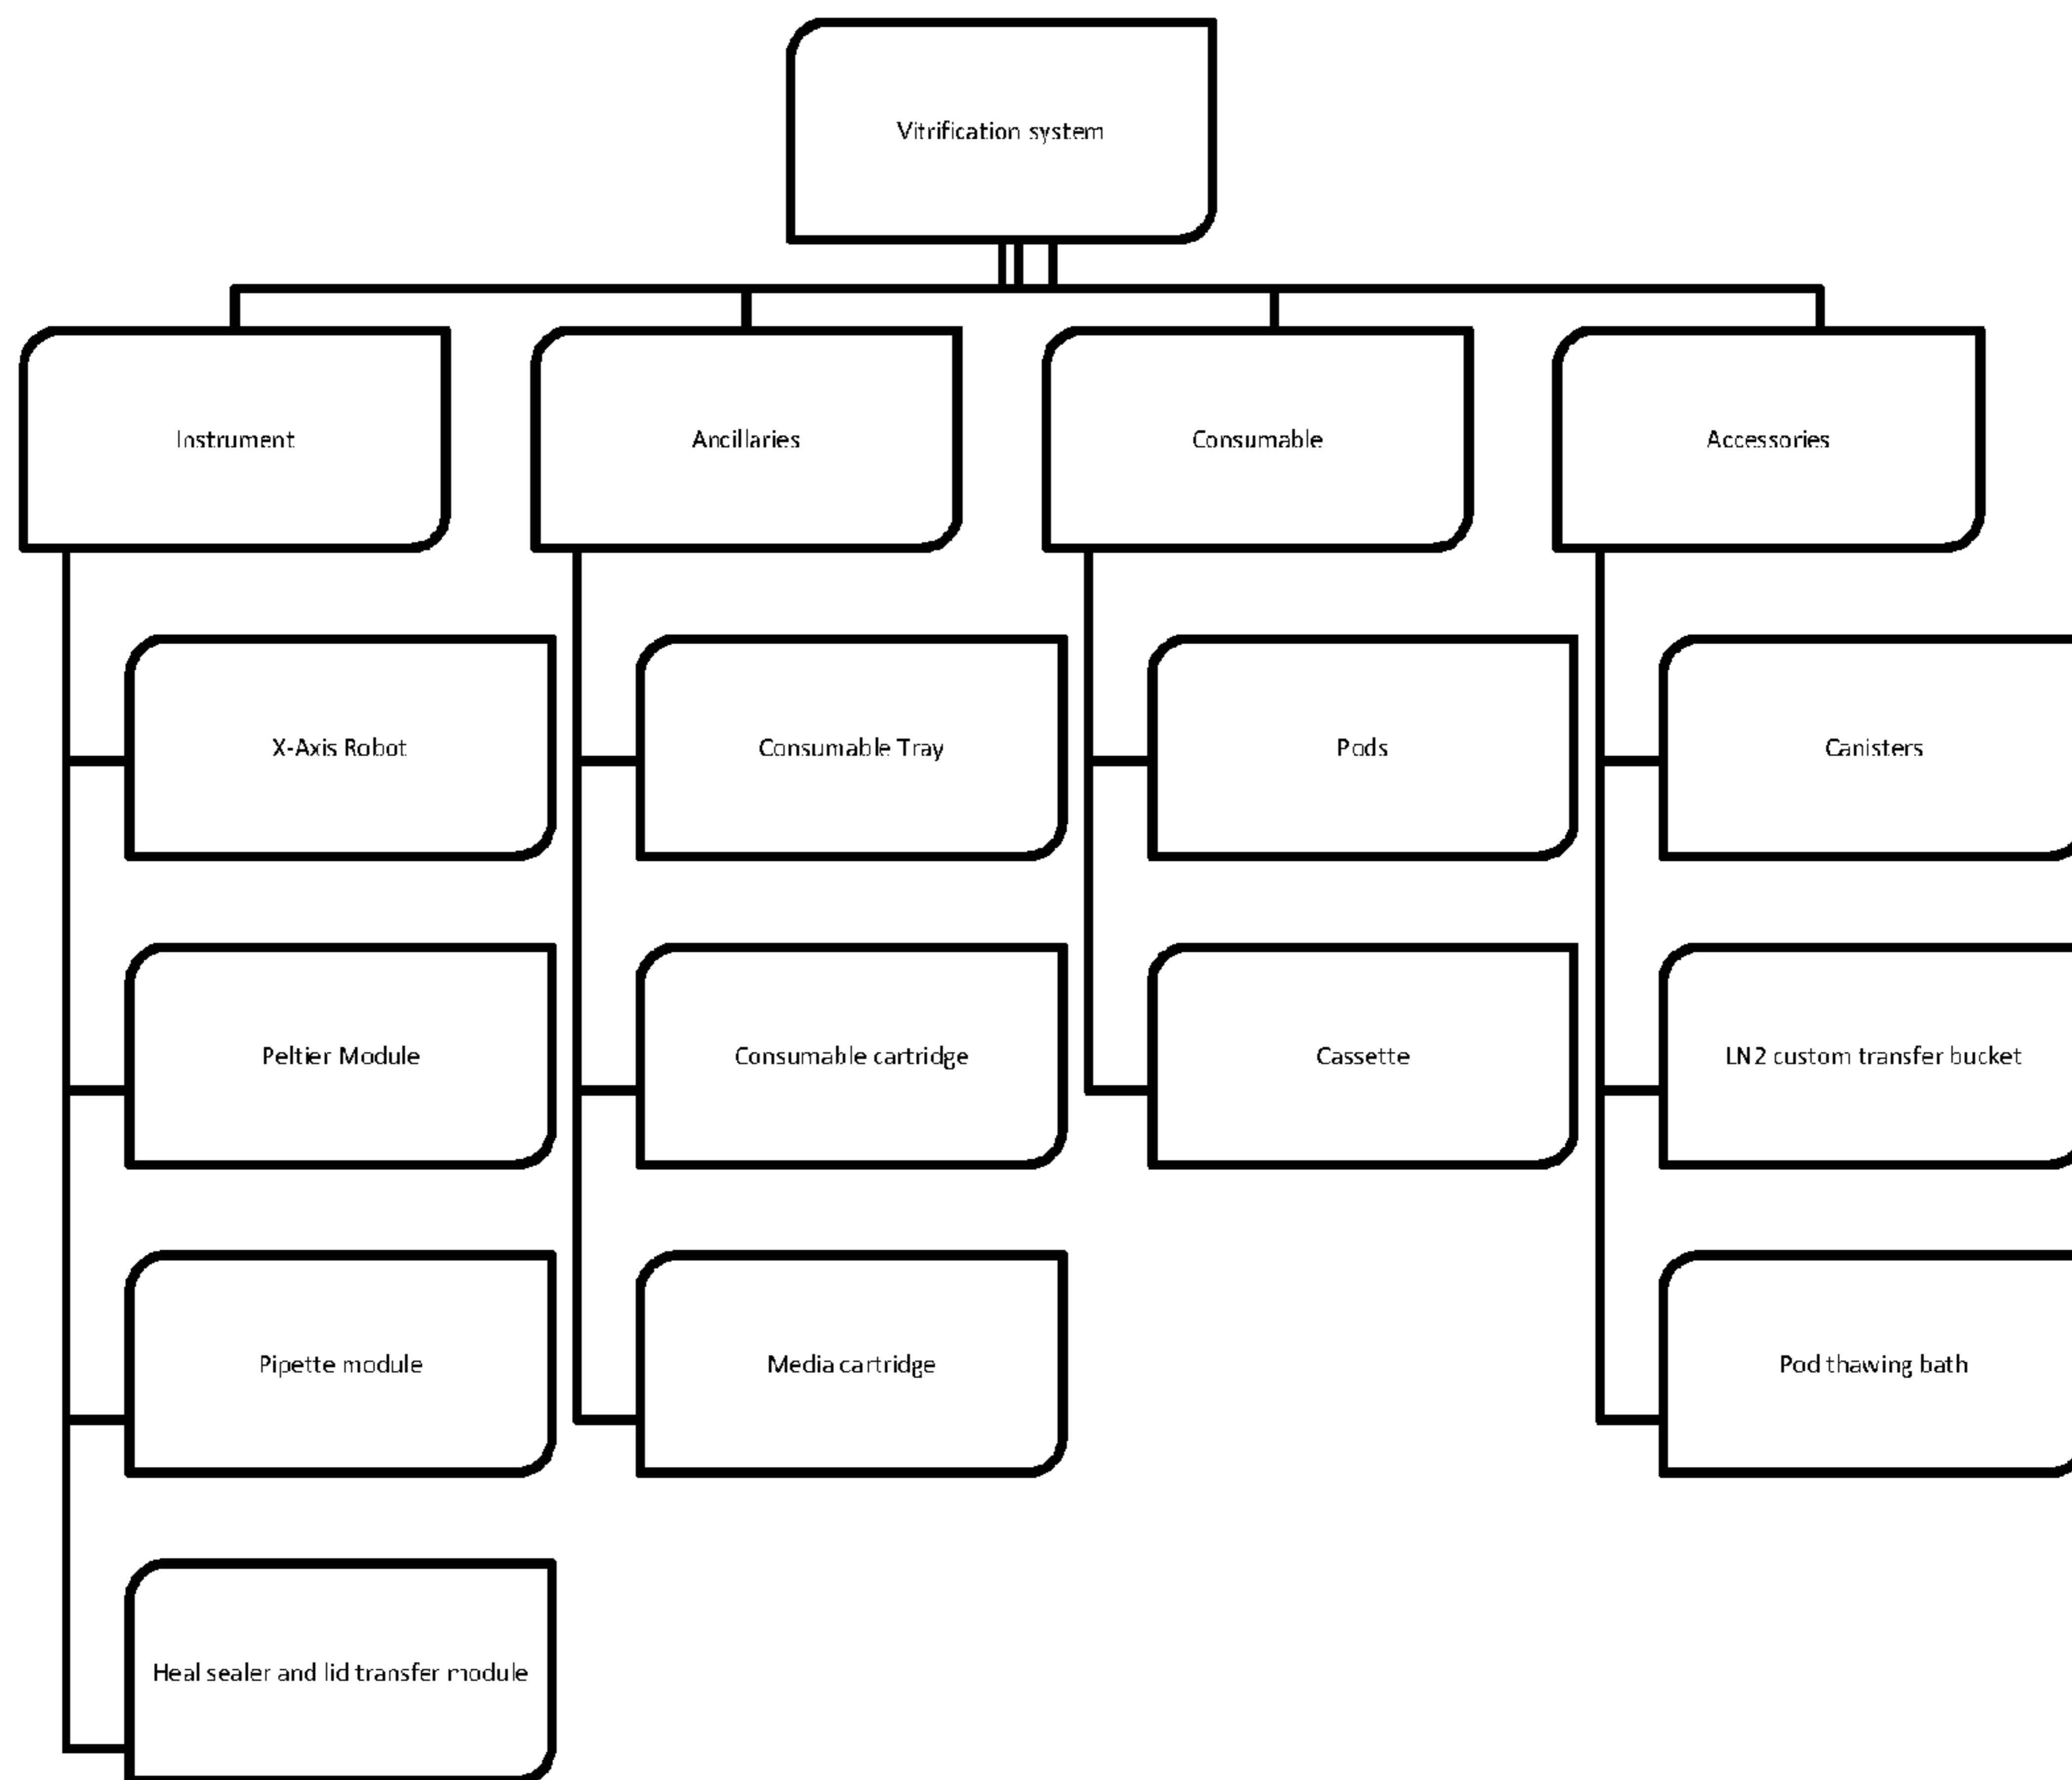 Vitrification system
Instrument
Ancillaries
Consumable
Accessories
X-Axis Robot
Consumable Tray
Pods
Canisters
Peltier Module
Consumable cartridge
Cassette
LN2 custom transfer bucket
Pipette module
Media cartridge
Pod thawing bath
Heal sealer and lid transfer module